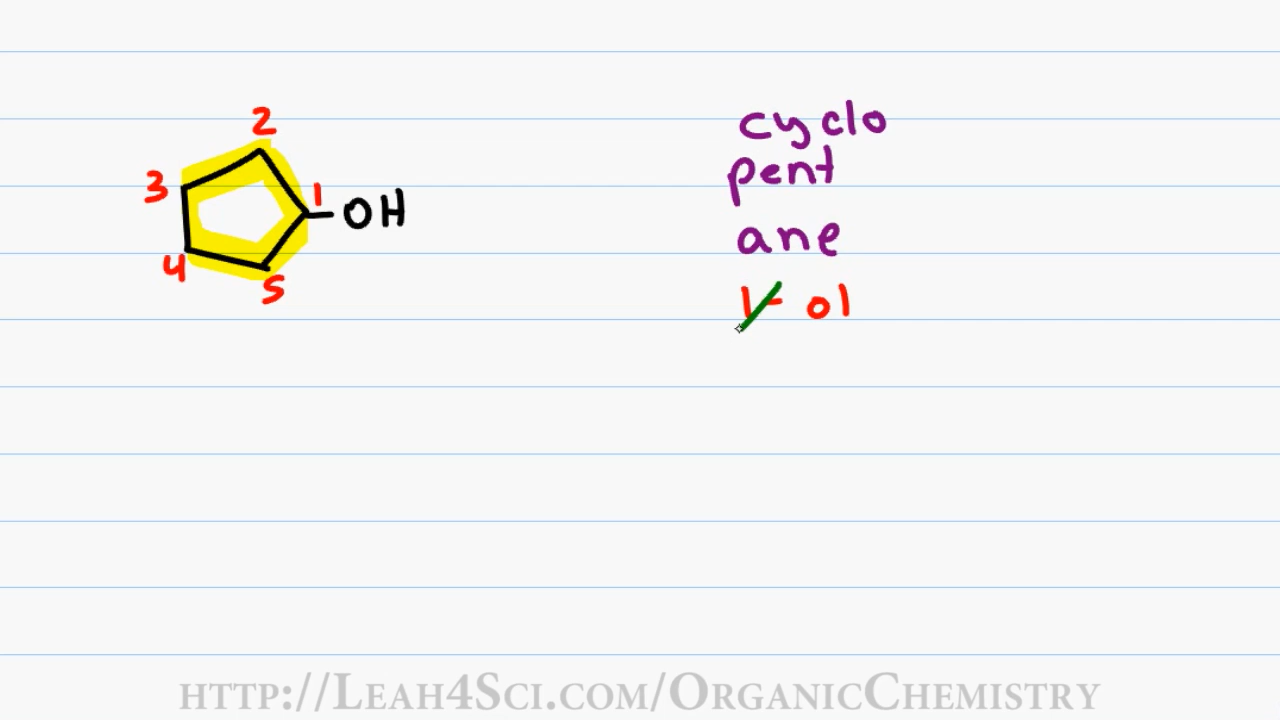 2
3
1
OH
4
5
cyclo
pent
ane
1- ol
http://Leah4Sci.com/OrganicChemistry